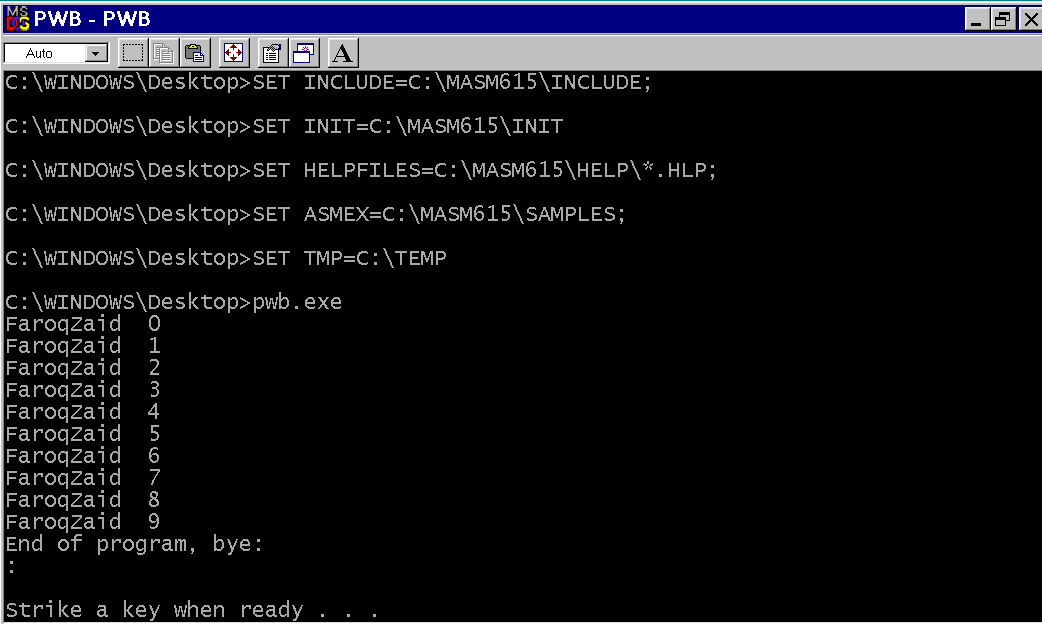 MS DOS PWB - PWB
Auto A
C:\WINDOWS\Desktop>SET INCLUDE=C:\MASM615\INCLUDE;
C:\WINDOWS\Desktop>SET INIT=C:\MASM615\INIT
C:\WINDOWS\Desktop>SET HELPFILES=C:\MASM615\HELP\*.HLP;
C:\WINDOWS\Desktop>SET ASMEX=C:\MASM615\SAMPLES;
C:\WINDOWS\Desktop>SET TMP=C:\TEMP
C:\WINDOWS\Desktop>pwb.exe
FaroqZaid  0
FaroqZaid  1
FaroqZaid  2
FaroqZaid  3
FaroqZaid  4
FaroqZaid  5
FaroqZaid  6
FaroqZaid  7
FaroqZaid  8
FaroqZaid  9
End of program, bye:
:
Strike a key when ready . . .